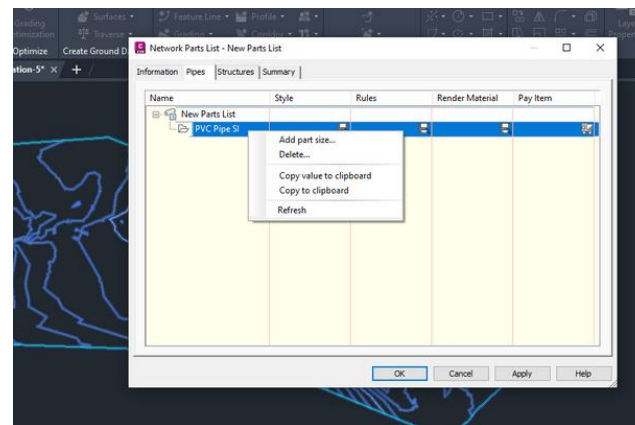 Surfaces
Feature Line
Profile
Grading
Optimization
Traverse
Grading
Corridor
Optimize
Create Ground D
Network Parts List - New Parts List
ation-5*
Information Pipes Structures Summary
Name Style Rules Render Material Pay Item
New Parts List
PVC Pipe SI
Add part size...
Delete...
Copy value to clipboard
Copy to clipboard
Refresh
OK Cancel Apply Help